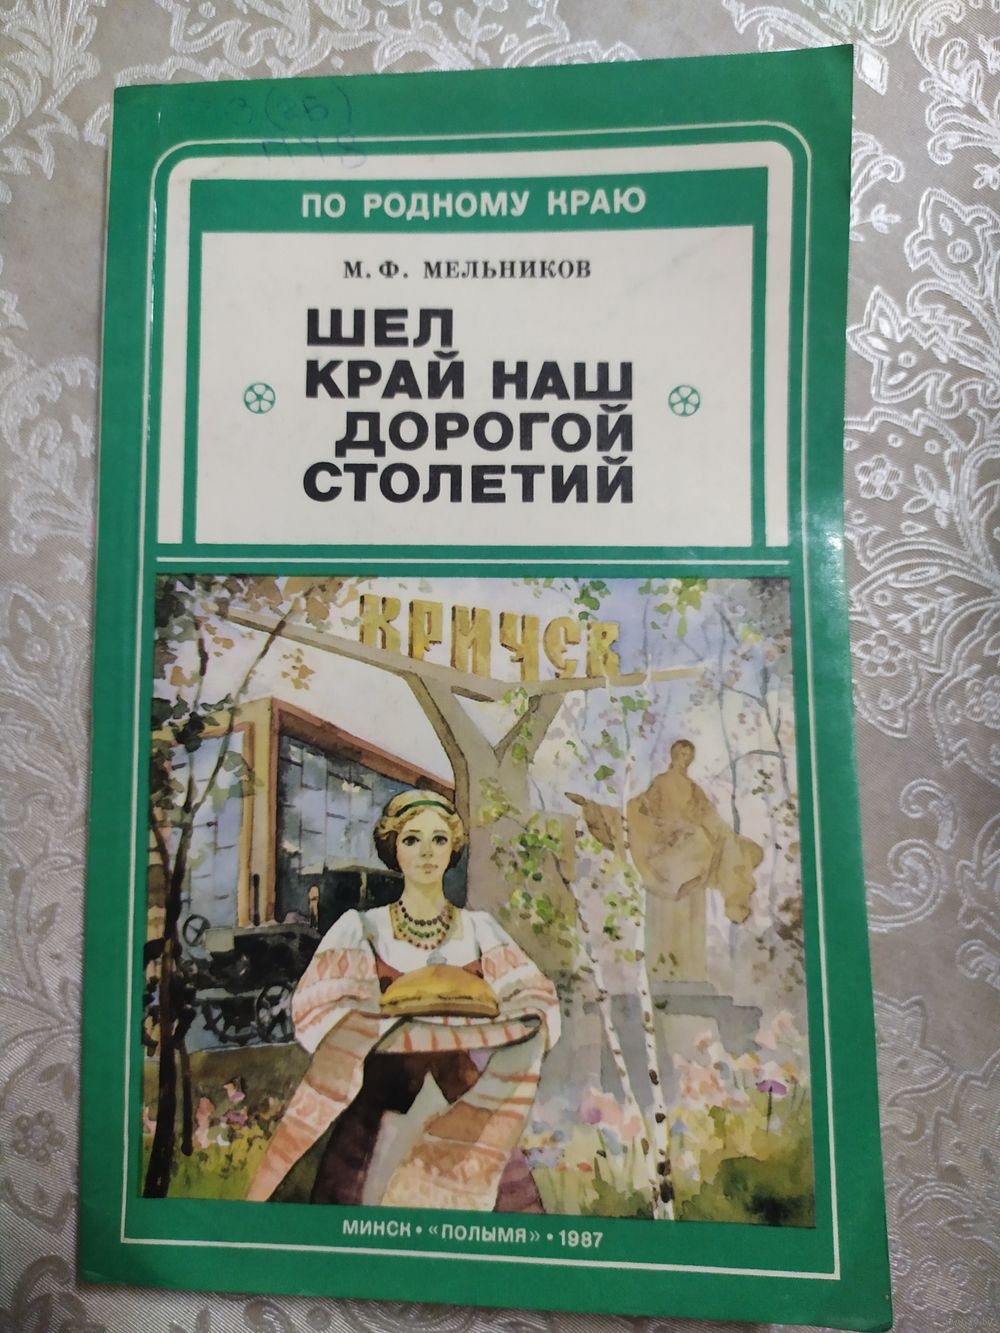 ПО РОДНОМУ КРАЮ
М. Ф. МЕЛЬНИКОВ
ШЕЛ
КРАЙ НАШ
ДОРОГОЙ
СТОЛЕТИЙ
КРИЧЕВ
МИНСК • «ПОЛЫМЯ» • 1987